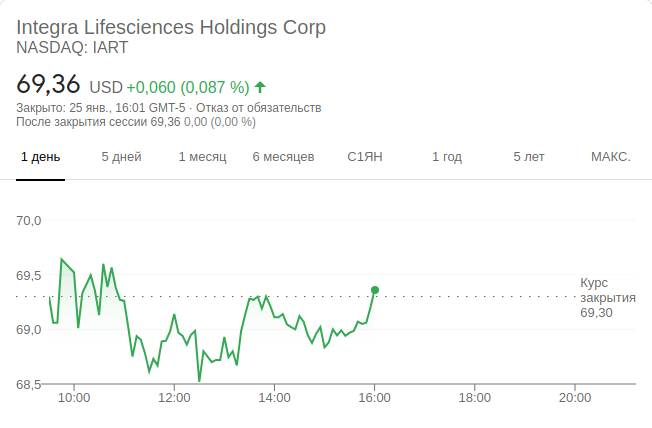 Integra Lifesciences Holdings Corp
NASDAQ: IART
69,36 USD +0,060 (0,087 %)
Закрыто: 25 янв., 16:01 GMT-5 · Отказ от обязательств
После закрытия сессии 69,36 0,00 (0,00 %)
1 день 5 дней 1 месяц 6 месяцев С1ЯН 1 год 5 лет МАКС.
70,0
69,5
Курс
закрытия
69,30
69,0
68,5
10:00 12:00 14:00 16:00 18:00 20:00